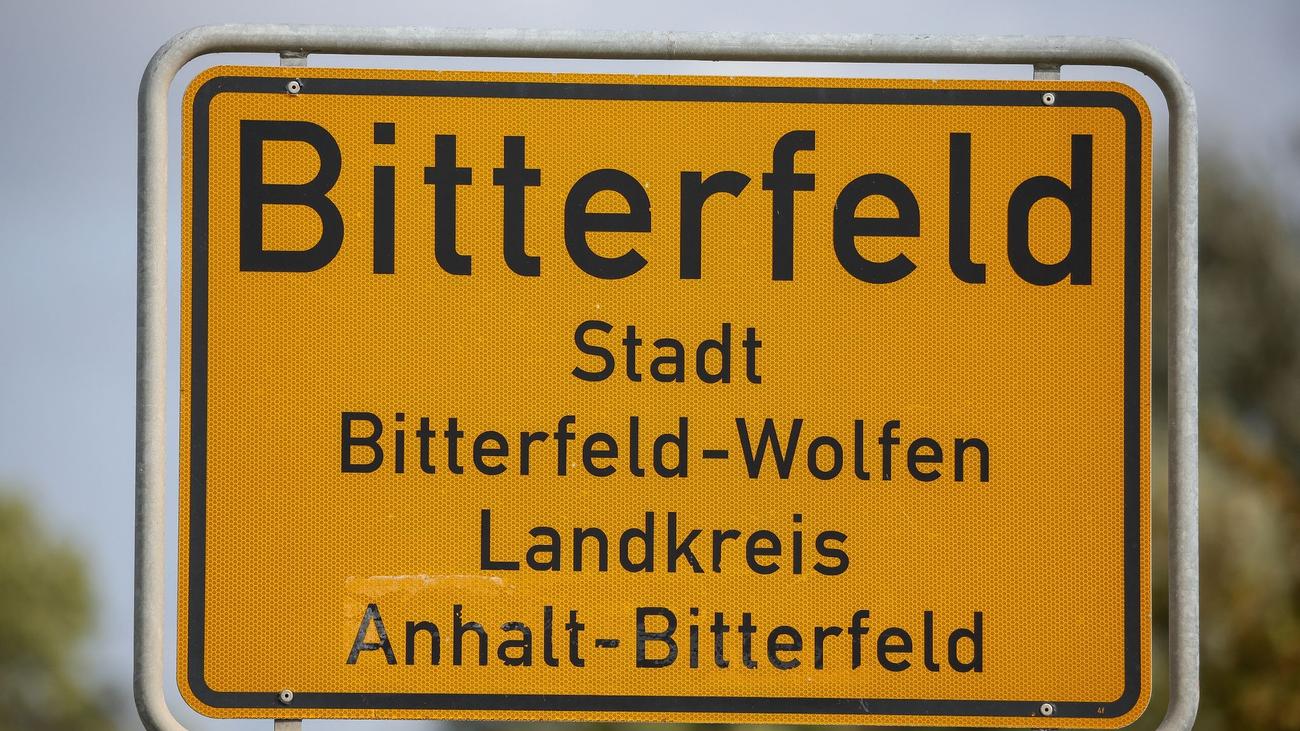 Bitterfeld
Stadt
Bitterfeld-Wolfen
Landkreis
Anhalt-Bitterfeld